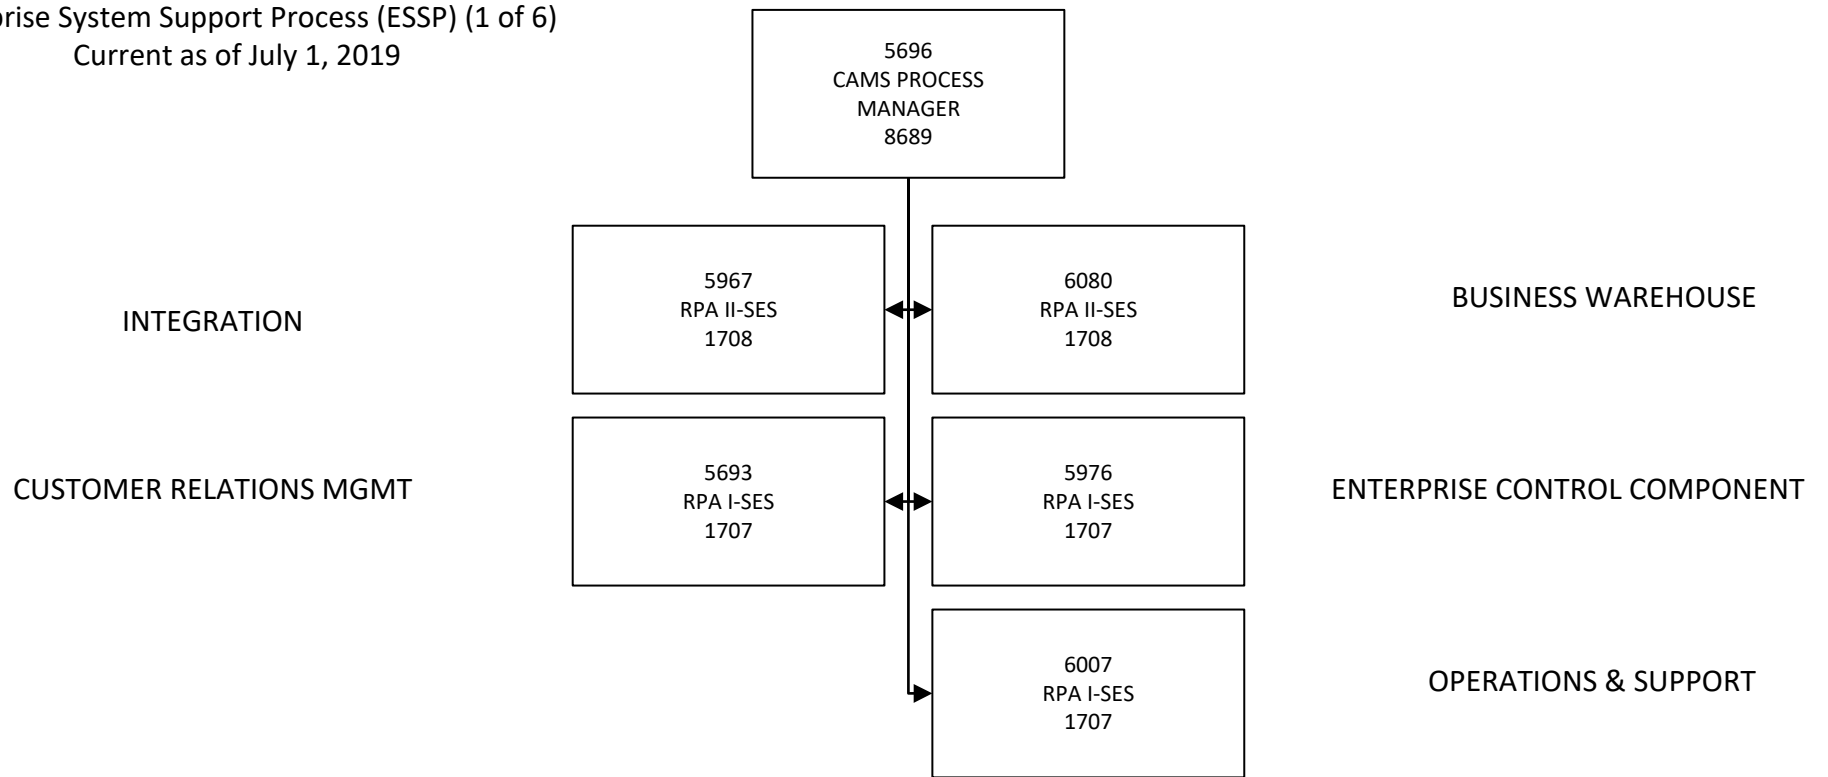 prise System Support Process (ESSP) (1 of 6)
Current as of July 1, 2019
5696
CAMS PROCESS
MANAGER
8689
INTEGRATION
5967
RPA II-SES
1708
6080
RPA II-SES
1708
BUSINESS WAREHOUSE
CUSTOMER RELATIONS MGMT
5693
RPA I-SES
1707
5976
RPA I-SES
1707
ENTERPRISE CONTROL COMPONENT
6007
RPA I-SES
1707
OPERATIONS & SUPPORT